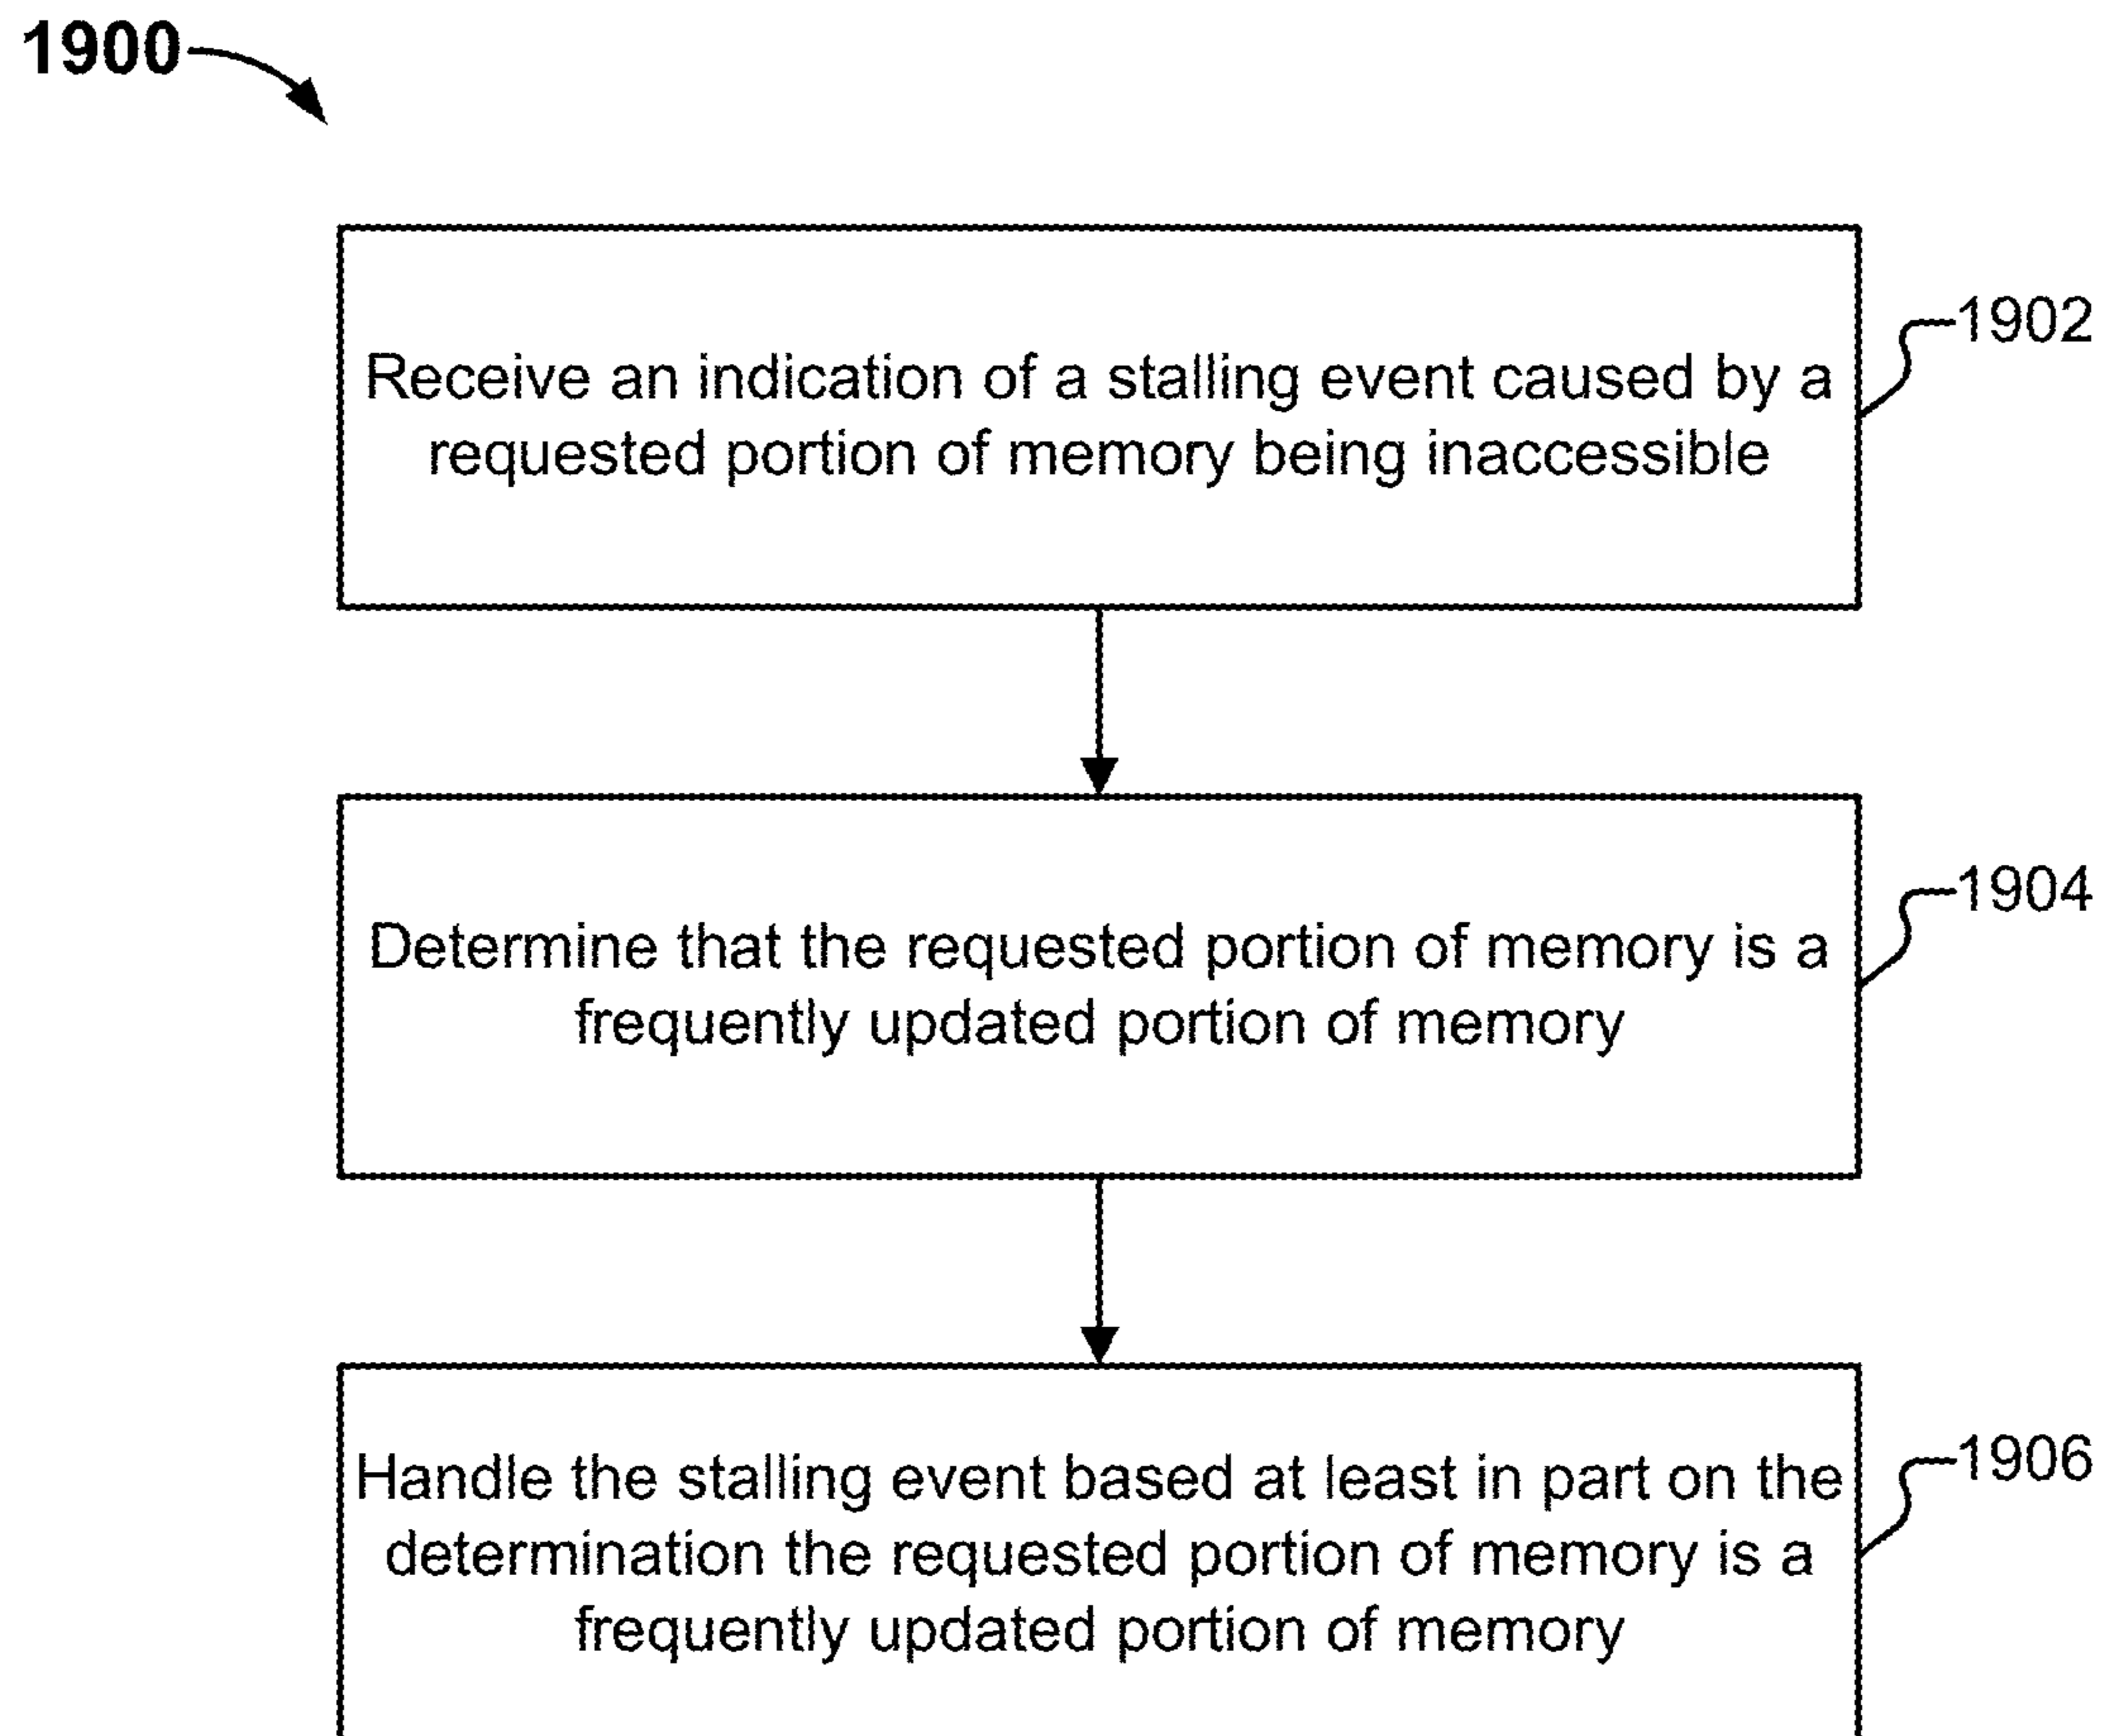 1900
Receive an indication of a stalling event caused by a
requested portion of memory being inaccessible
1902
Determine that the requested portion of memory is a
frequently updated portion of memory
1904
Handle the stalling event based at least in part on the
determination the requested portion of memory is a
frequently updated portion of memory
1906